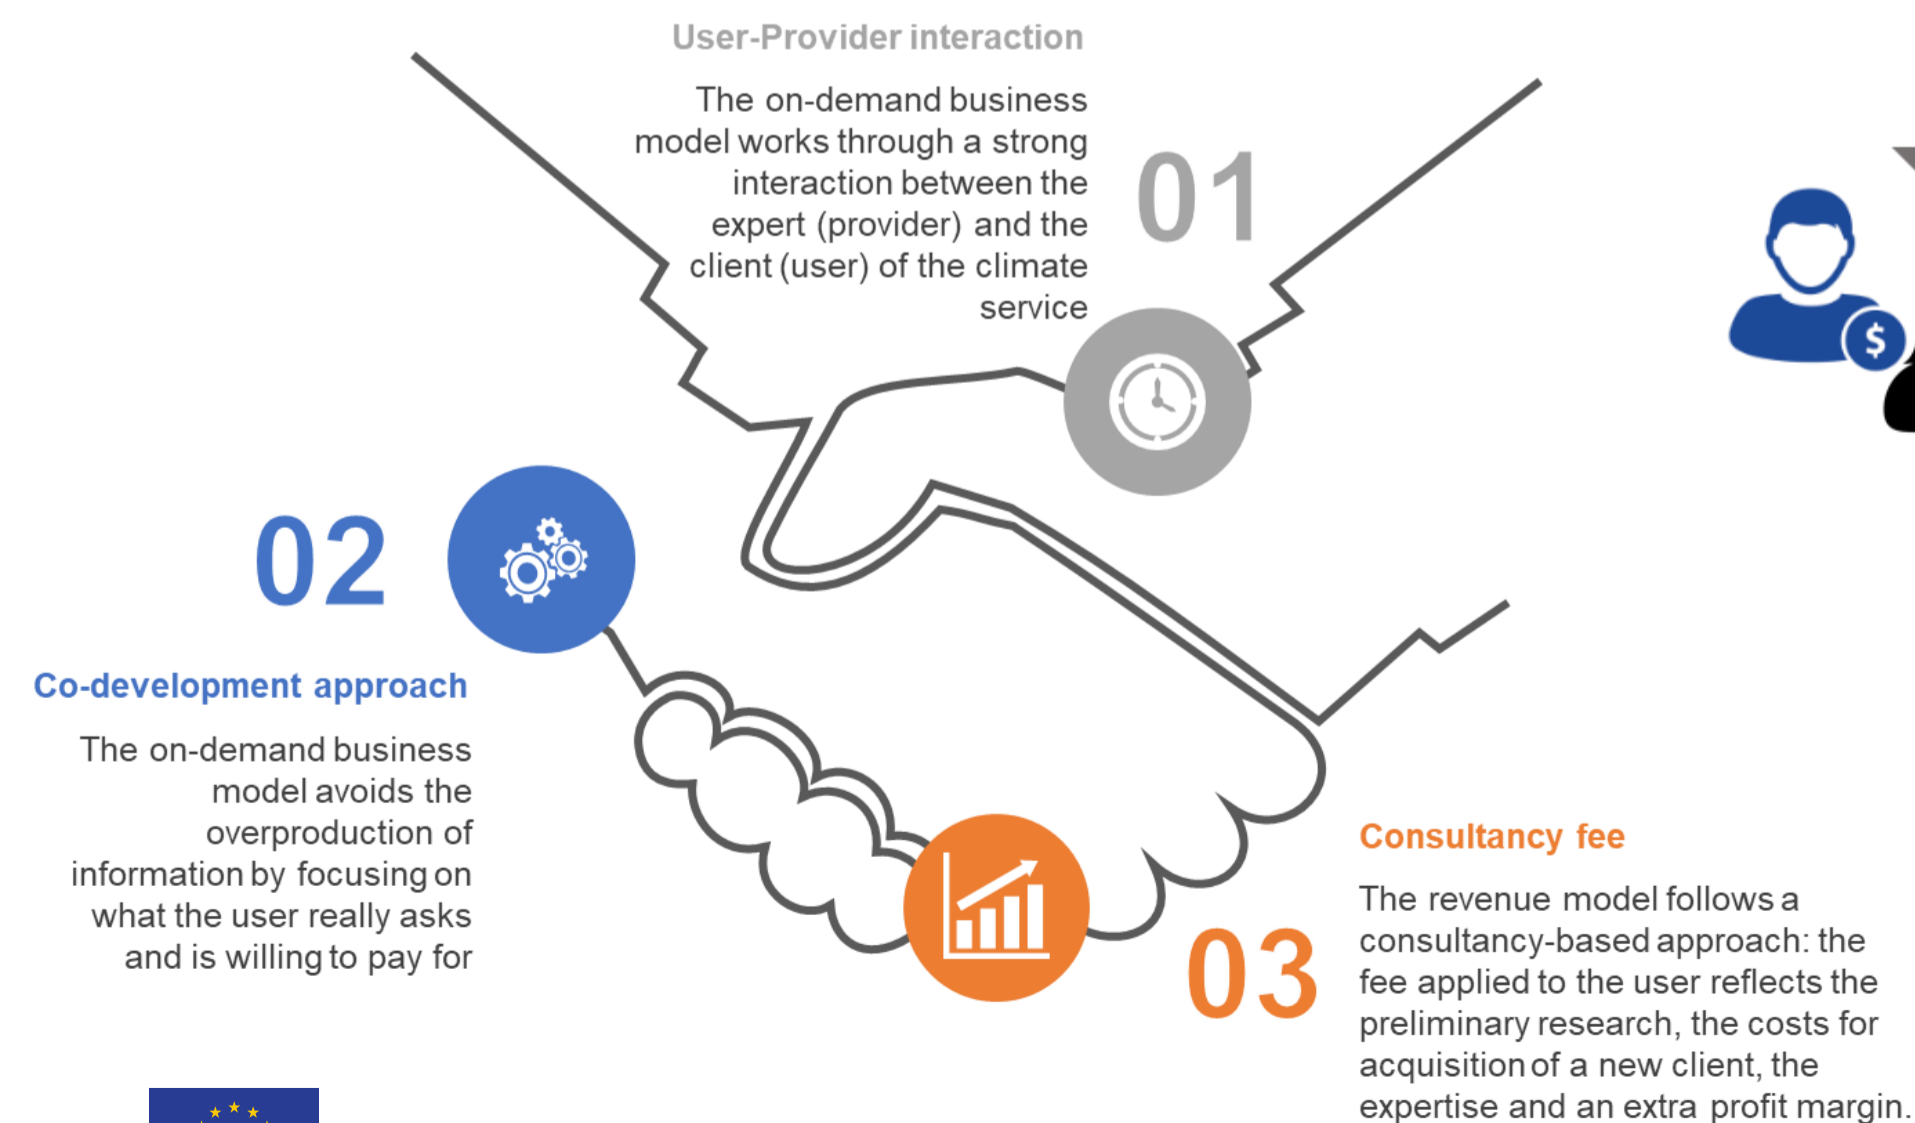 User-Provider interaction
The on-demand business
model works through a strong
interaction between the
expert (provider) and the
client (user) of the climate
service
01
$
02
Co-development approach
The on-demand business
model avoids the
overproduction of
information by focusing on
what the user really asks
and is willing to pay for
03
Consultancy fee
The revenue model follows a
consultancy-based approach: the
fee applied to the user reflects the
preliminary research, the costs for
acquisition of a new client, the
expertise and an extra profit margin.